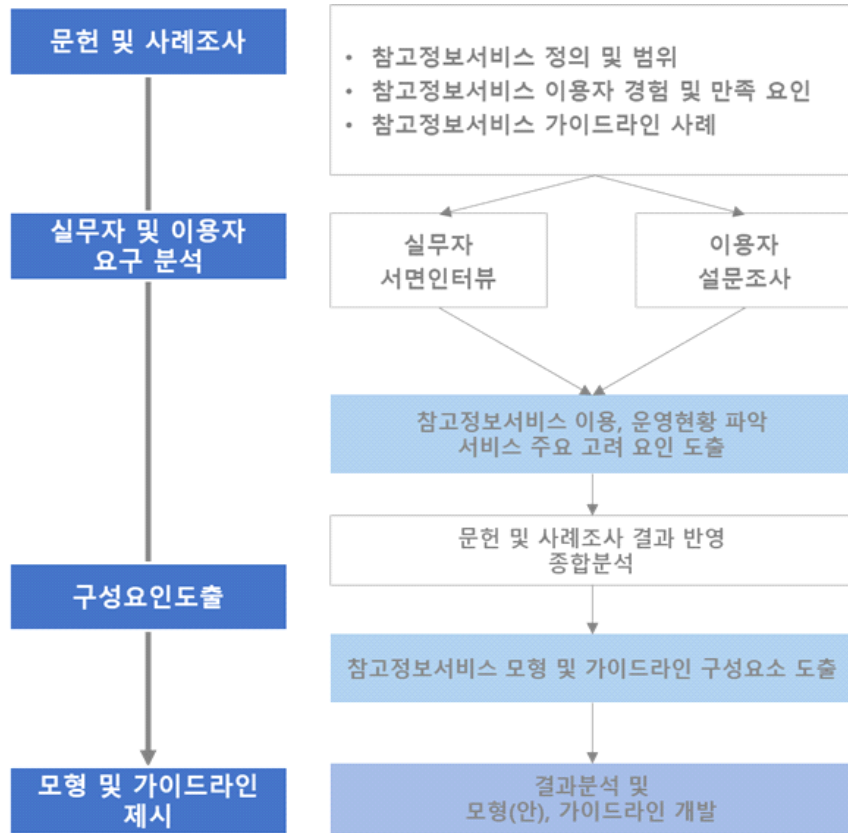 문헌 및 사례조사
• 참고정보서비스 정의 및 범위
• 참고정보서비스 이용자 경험 및 만족 요인
• 참고정보서비스 가이드라인 사례
실무자 및 이용자
요구 분석
실무자
서면인터뷰
이용자
설문조사
참고정보서비스 이용, 운영현황 파악
서비스 주요 고려 요인 도출
문헌 및 사례조사 결과 반영
종합분석
구성요인도출
참고정보서비스 모형 및 가이드라인 구성요소 도출
모형 및 가이드라인
제시
결과분석 및
모형(안), 가이드라인 개발